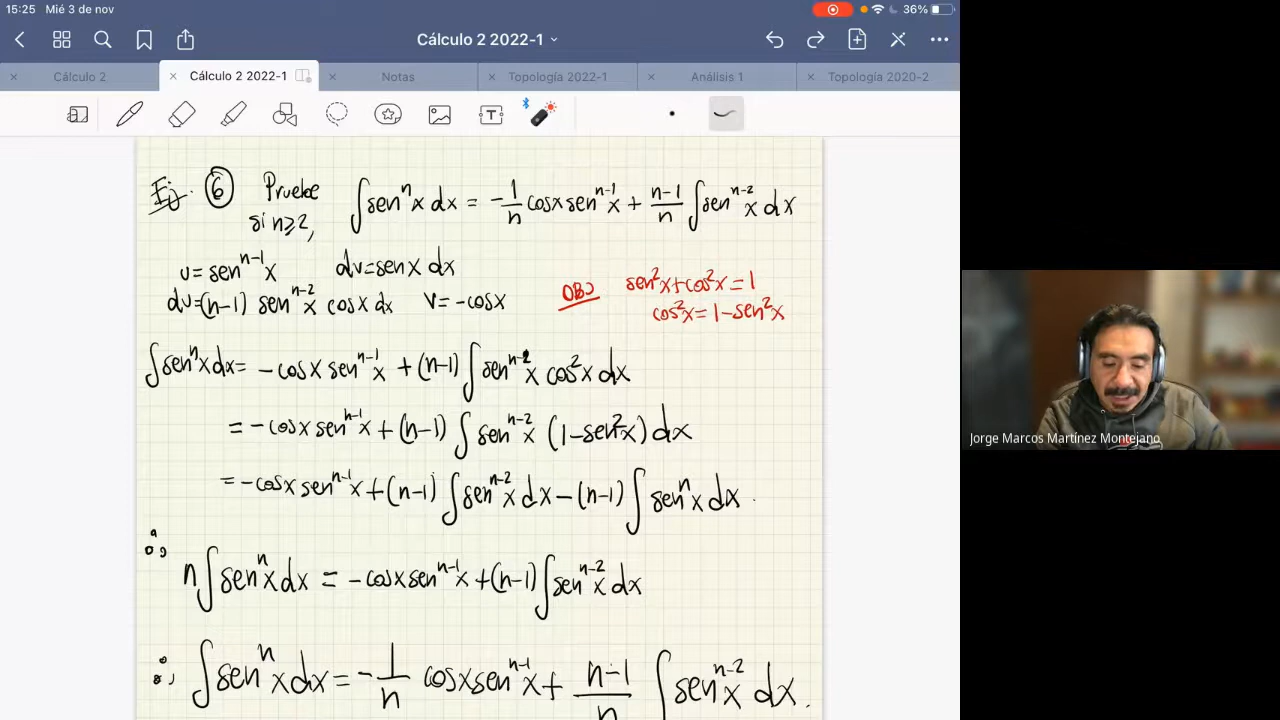 15:25 Mié 3 de nov 36%
Cálculo 2 2022-1
Cálculo 2 Cálculo 2 2022-1 Notas Topología 2022-1 Análisis 1 Topología 2020-2
Ej. ⑥ Pruebe ∫senⁿx dx = -1/n cosx senⁿ⁻¹x + n-1/n ∫senⁿ⁻²x dx
si n≥2,
u=senⁿ⁻¹x dv=senx dx
du=(n-1) senⁿ⁻²x cosx dx v=-cosx
OBS sen²x+cos²x=1
cos²x=1-sen²x
∫senⁿx dx= -cosx senⁿ⁻¹x +(n-1)∫senⁿ⁻²x cos²x dx
= -cosx senⁿ⁻¹x +(n-1)∫senⁿ⁻²x (1-sen²x)dx
= -cosx senⁿ⁻¹x +(n-1)∫senⁿ⁻²x dx -(n-1)∫senⁿx dx.
∴, n∫senⁿx dx = -cosx senⁿ⁻¹x +(n-1)∫senⁿ⁻²x dx
∴, ∫senⁿx dx = -1/n cosx senⁿ⁻¹x + n-1/n ∫senⁿ⁻²x dx.
Jorge Marcos Martínez Montejano